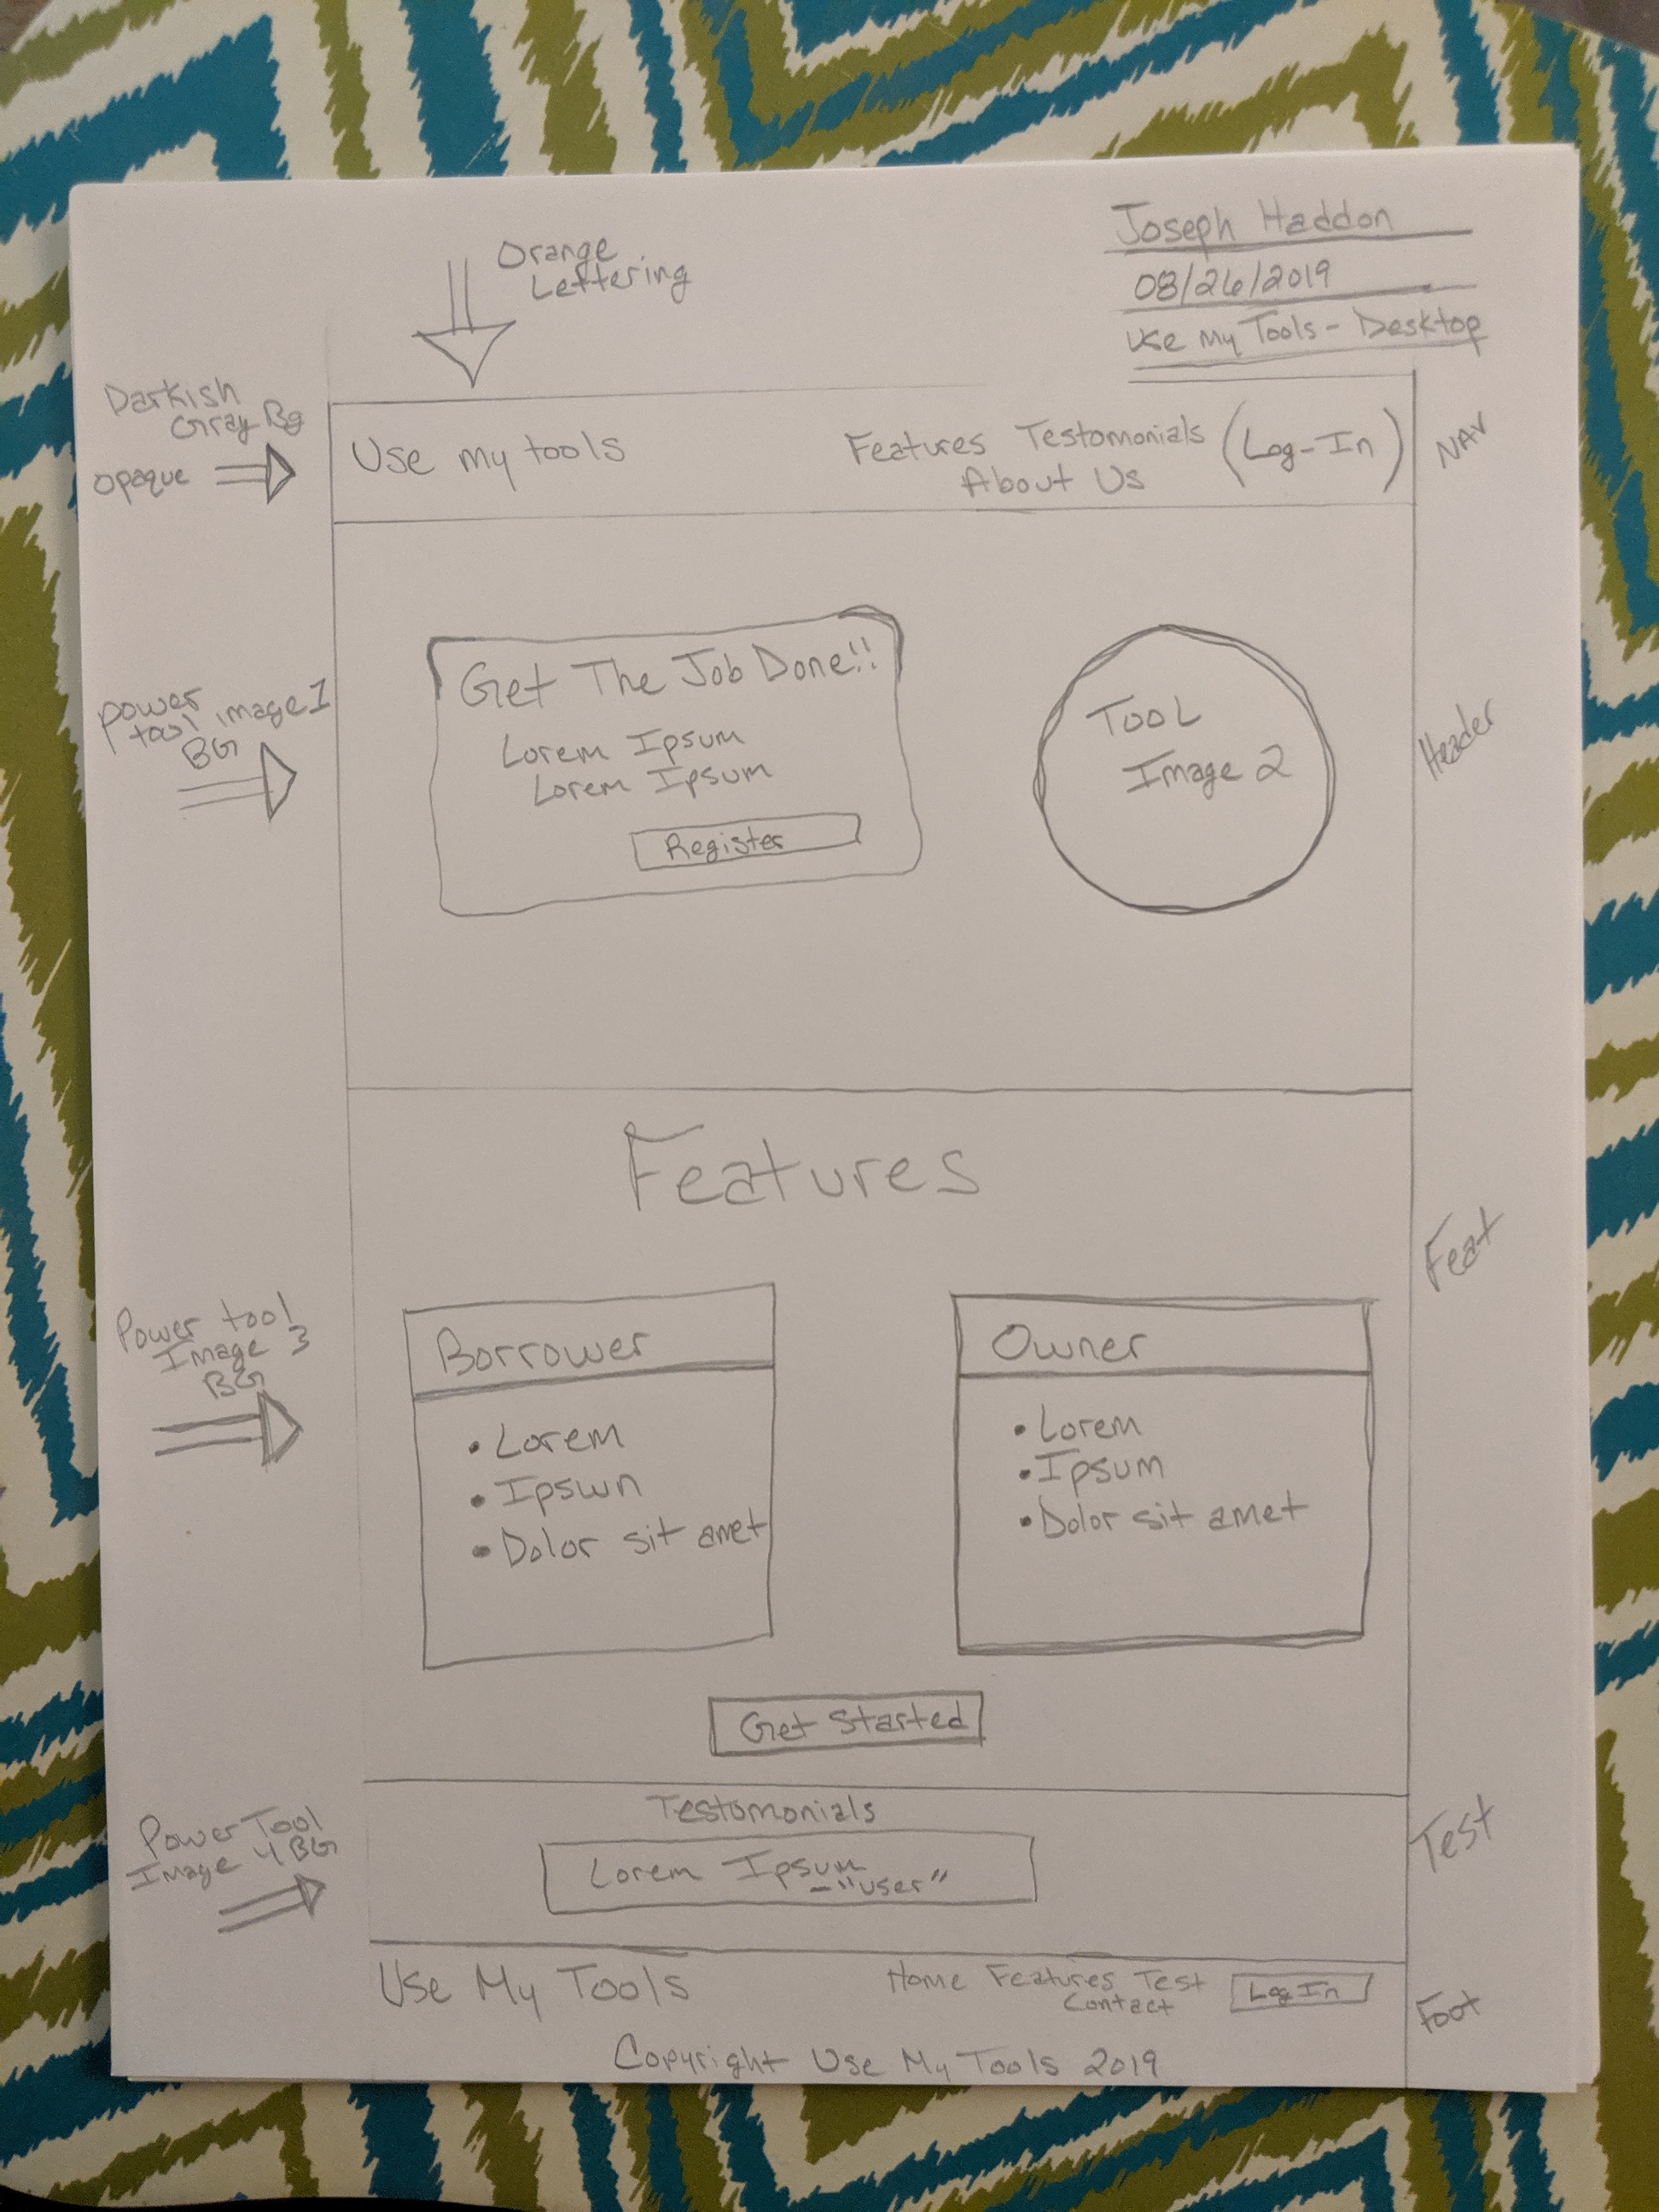 Joseph Haddon
08/26/2019
Use My Tools - Desktop
Orange
Lettering
Darkish
Gray Bg
opaque
Use my tools
Features Testomonials
About Us
(Log-In)
NAV
power
tool image 1
BG
Get The Job Done!!
Lorem Ipsum
Lorem Ipsum
Register
TOOL
Image 2
Header
Features
Feat
Power tool
Image 3
BG
Borrower
• Lorem
• Ipsum
• Dolor sit amet
Owner
• Lorem
• Ipsum
• Dolor sit amet
Get Started
Power Tool
Image 4 BG
Testomonials
Lorem Ipsum
-"user"
Test
Use My Tools
Home Features Test
Contact
Log In
Foot
Copyright Use My Tools 2019